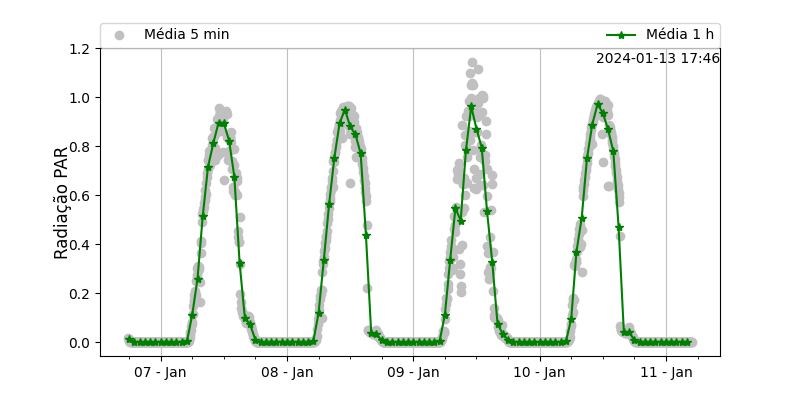 Média 5 min
Média 1 h
2024-01-13 17:46
Radiação PAR
1.2
1.0
0.8
0.6
0.4
0.2
0.0
07 - Jan
08 - Jan
09 - Jan
10 - Jan
11 - Jan